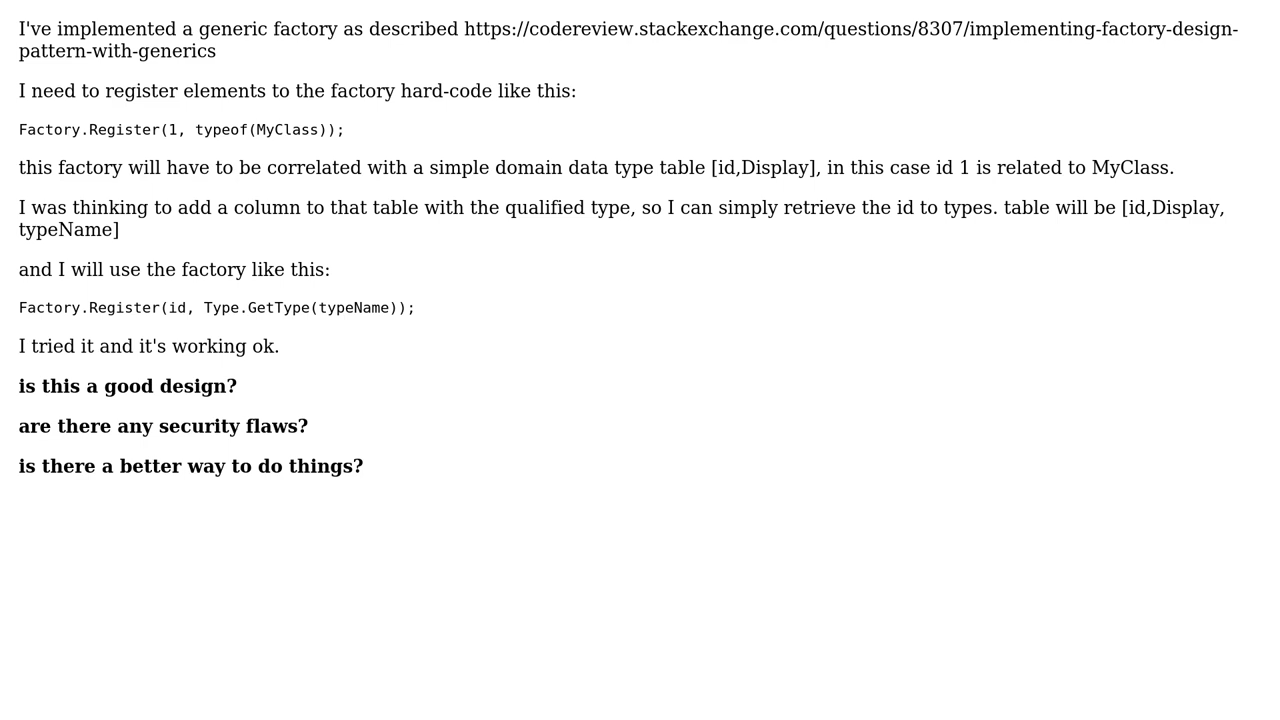 I've implemented a generic factory as described https://codereview.stackexchange.com/questions/8307/implementing-factory-design-
pattern-with-generics
I need to register elements to the factory hard-code like this:
Factory.Register(1, typeof(MyClass));
this factory will have to be correlated with a simple domain data type table [id,Display], in this case id 1 is related to MyClass.
I was thinking to add a column to that table with the qualified type, so I can simply retrieve the id to types. table will be [id,Display,
typeName]
and I will use the factory like this:
Factory.Register(id, Type.GetType(typeName));
I tried it and it's working ok.
is this a good design?
are there any security flaws?
is there a better way to do things?